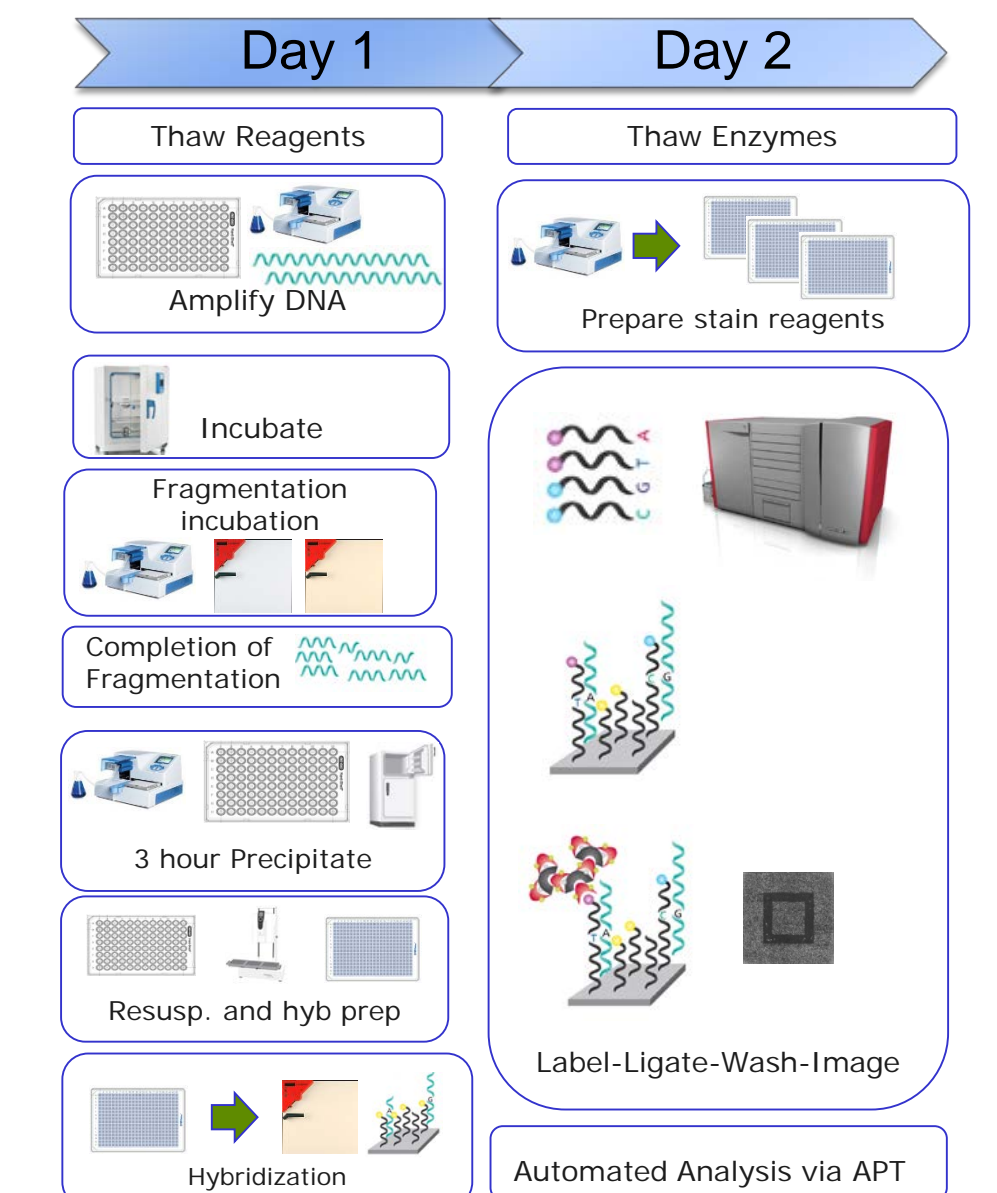 Day 1
Day 2
Thaw Reagents
Amplify DNA
Incubate
Fragmentation
incubation
Completion of
Fragmentation
3 hour Precipitate
Resusp. and hyb prep
Hybridization
Thaw Enzymes
Prepare stain reagents
A
T
G
C
T
A
C
G
T
A
C
G
Label-Ligate-Wash-Image
Automated Analysis via APT